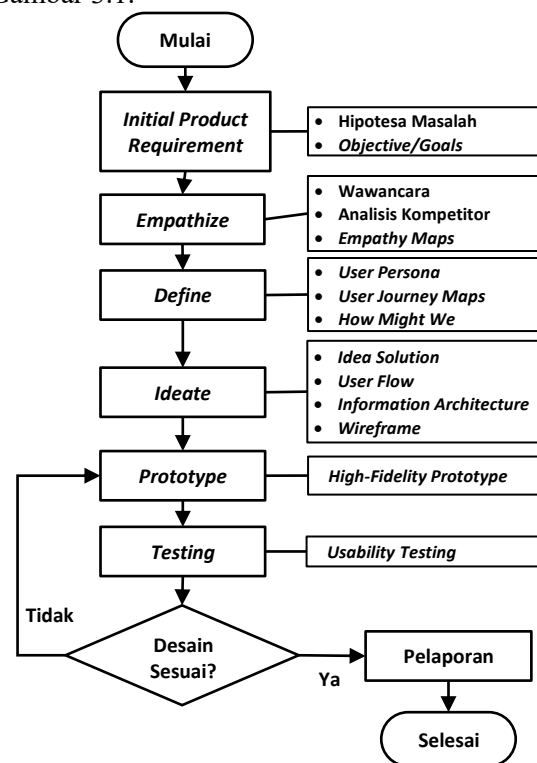 Gambar 3.1.
Mulai
Initial Product
Requirement
• Hipotesa Masalah
• Objective/Goals
Empathize
• Wawancara
• Analisis Kompetitor
• Empathy Maps
Define
• User Persona
• User Journey Maps
• How Might We
Ideate
• Idea Solution
• User Flow
• Information Architecture
• Wireframe
Prototype
High-Fidelity Prototype
Testing
Usability Testing
Tidak
Desain
Sesuai?
Ya
Pelaporan
Selesai